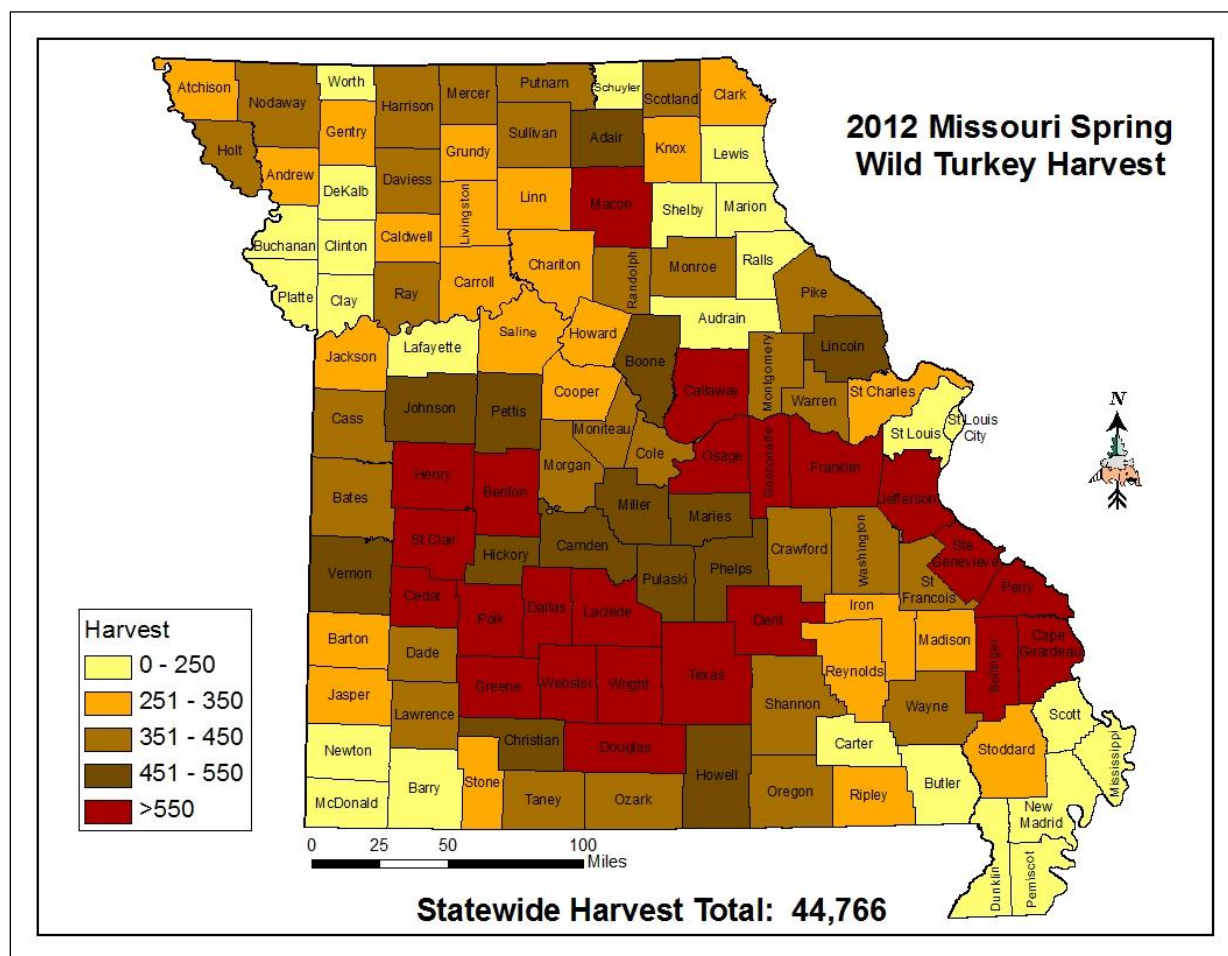 2012 Missouri Spring
Wild Turkey Harvest
Atchison
Nodaway
Worth
Harrison
Mercer
Putnam
Schuyler
Scotland
Clark
Holt
Andrew
Gentry
DeKalb
Daviess
Grundy
Sullivan
Adair
Knox
Lewis
Buchanan
Clinton
Caldwell
Livingston
Linn
Macon
Shelby
Marion
Platte
Clay
Ray
Carroll
Chariton
Randolph
Monroe
Ralls
Pike
Jackson
Lafayette
Saline
Howard
Boone
Audrain
Callaway
Montgomery
Lincoln
Warren
St Charles
St Louis
St Louis
City
Cass
Johnson
Pettis
Cooper
Moniteau
Cole
Osage
Gasconade
Franklin
Jefferson
Bates
Henry
Benton
Morgan
Miller
Maries
Crawford
Washington
St
Francois
Ste
Genevieve
Perry
Vernon
St Clair
Hickory
Camden
Pulaski
Phelps
Dent
Iron
Madison
Bollinger
Cape
Girardeau
Cedar
Polk
Dallas
Laclede
Texas
Reynolds
Barton
Dade
Greene
Webster
Wright
Shannon
Wayne
Jasper
Lawrence
Christian
Douglas
Howell
Carter
Butler
Stoddard
Scott
Mississippi
Newton
McDonald
Barry
Stone
Taney
Ozark
Oregon
Ripley
New
Madrid
Dunklin
Pemiscot
N
Harvest
0 - 250
251 - 350
351 - 450
451 - 550
>550
0 25 50 100
Miles
Statewide Harvest Total: 44,766